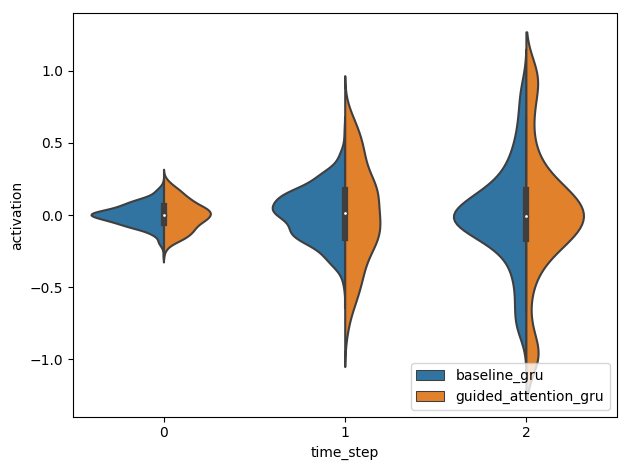 1.0
0.5
0.0
−0.5
−1.0
activation
0
1
2
time_step
baseline_gru
guided_attention_gru